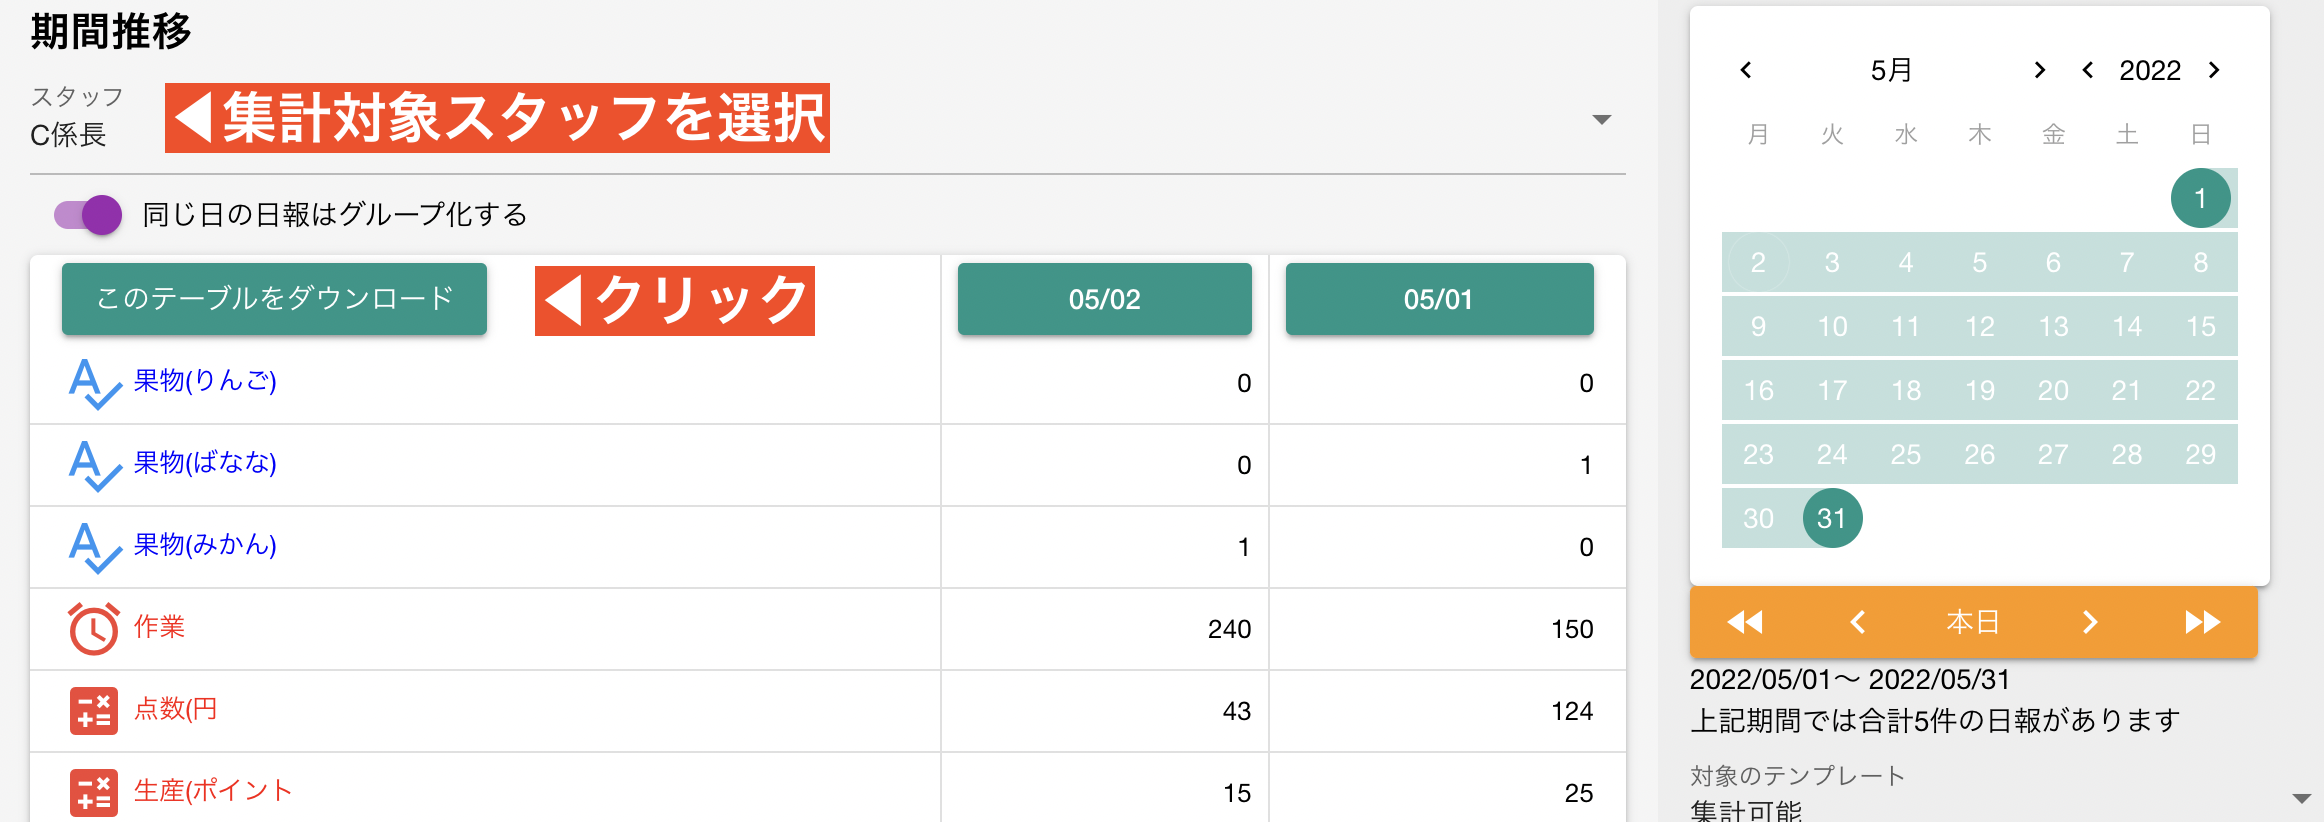 期間推移
スタッフ
C係長
◀集計対象スタッフを選択
同じ日の日報はグループ化する
このテーブルをダウンロード
◀クリック
05/02
05/01
果物(りんご)
0
0
果物(ばなな)
0
1
果物(みかん)
1
0
作業
240
150
点数(円
43
124
生産(ポイント
15
25
5月
2022
月 火 水 木 金 土 日
1
2 3 4 5 6 7 8
9 10 11 12 13 14 15
16 17 18 19 20 21 22
23 24 25 26 27 28 29
30 31
本日
2022/05/01〜 2022/05/31
上記期間では合計5件の日報があります
対象のテンプレート
集計可能